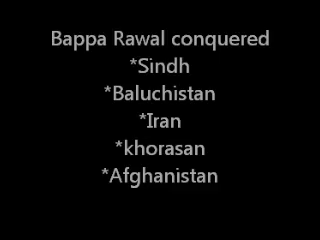 Bappa Rawal conquered
*Sindh
*Baluchistan
*Iran
*khorasan
*Afghanistan